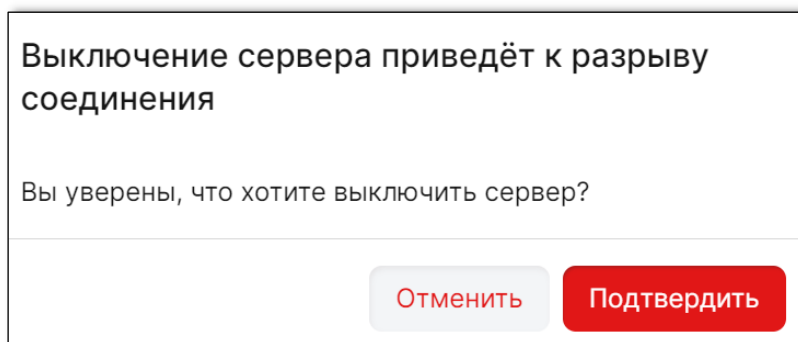 Выключение сервера приведёт к разрыву
соединения
Вы уверены, что хотите выключить сервер?
Отменить
Подтвердить